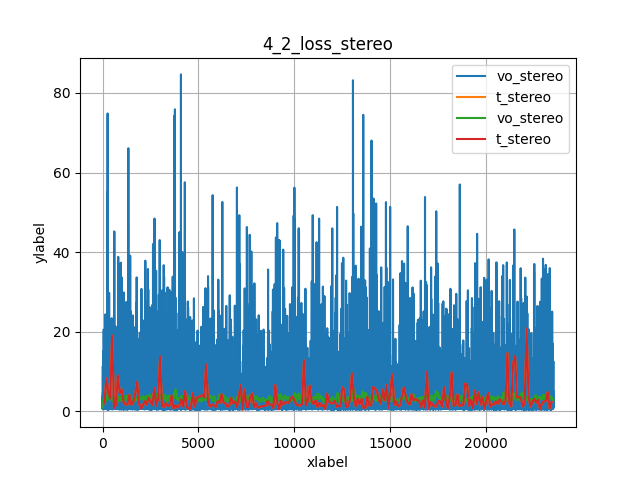 4_2_loss_stereo
vo_stereo
t_stereo
vo_stereo
t_stereo
ylabel
80
60
40
20
0
0 5000 10000 15000 20000
xlabel